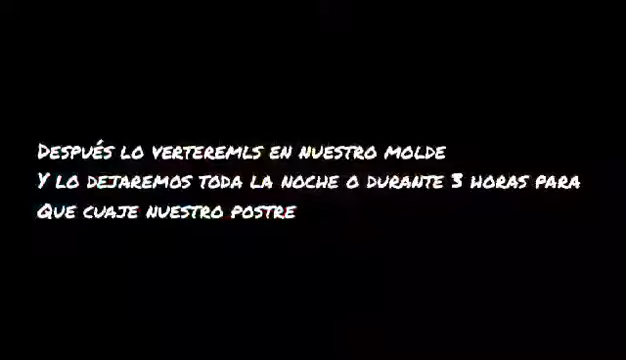 Después lo verteremls en nuestro molde
Y lo dejaremos toda la noche o durante 3 horas para
Que cuaje nuestro postre